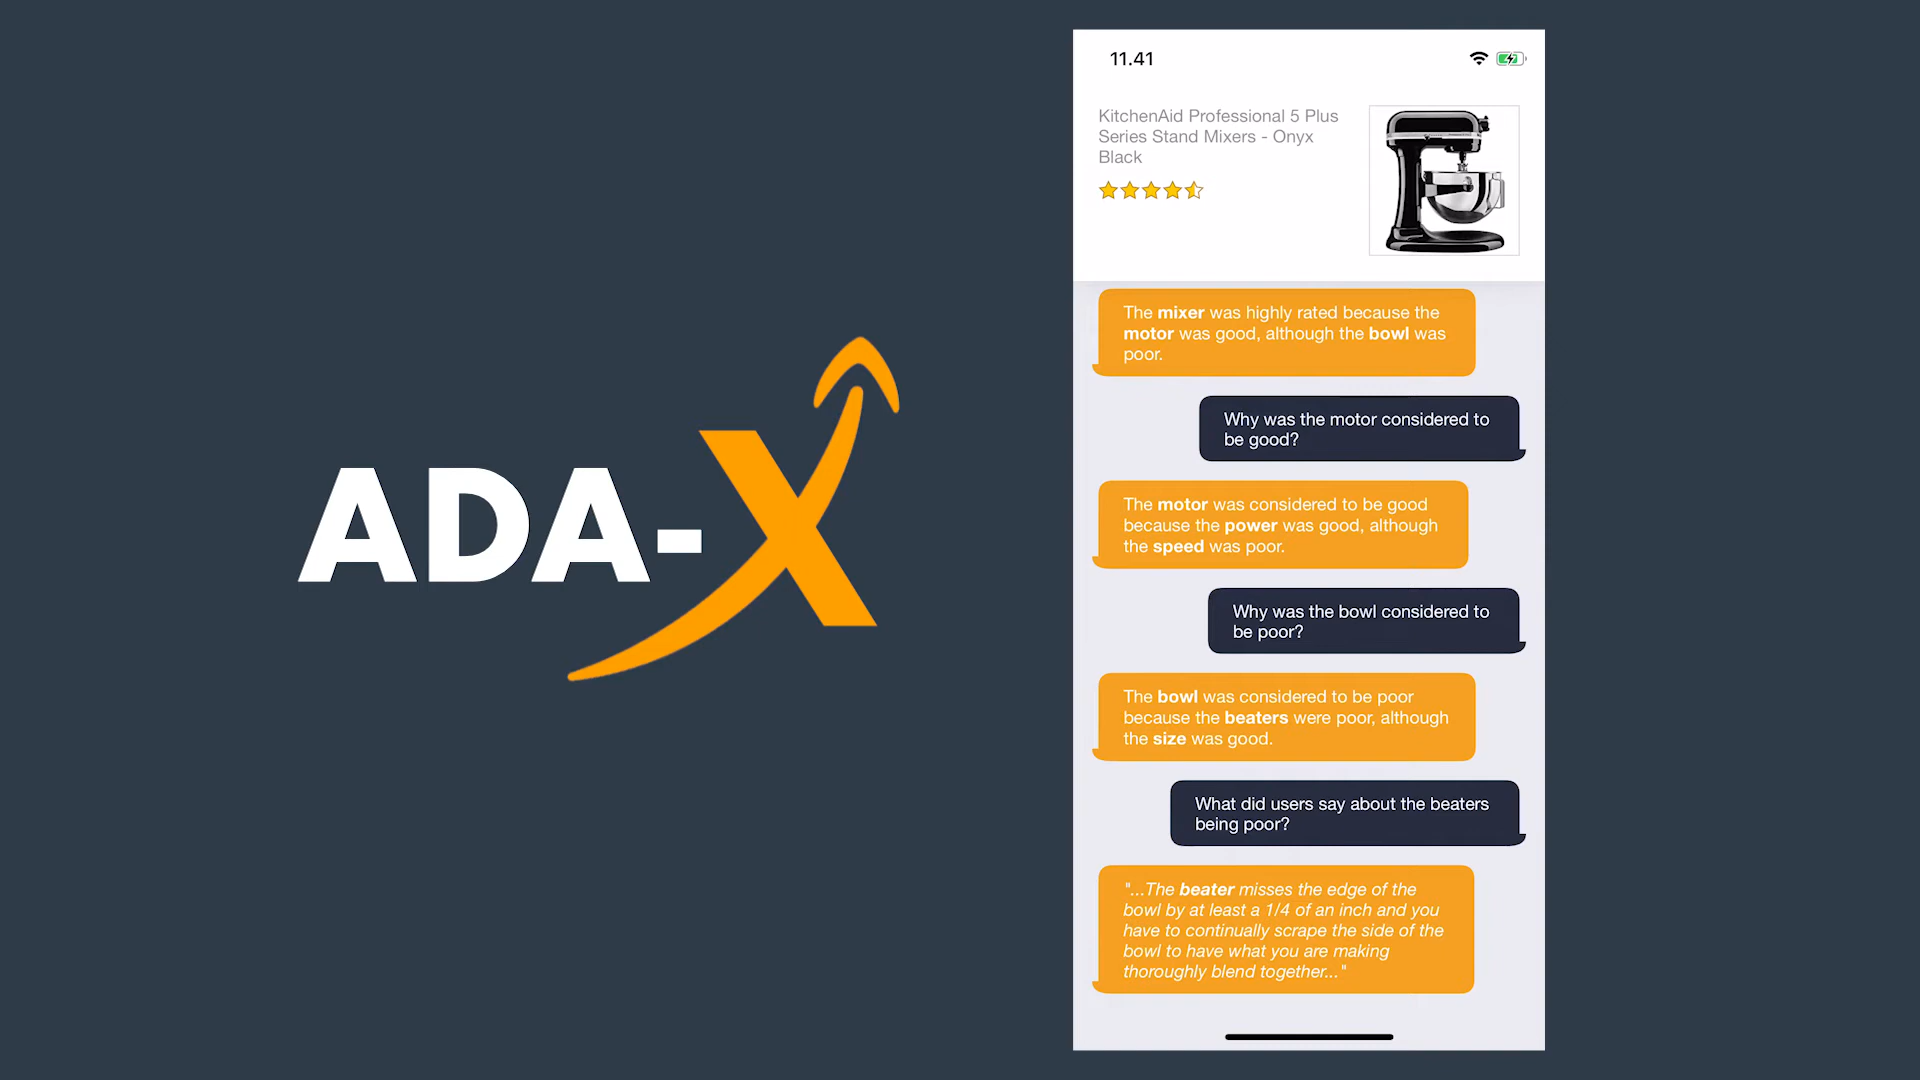 ADA-X
11.41
KitchenAid Professional 5 Plus
Series Stand Mixers - Onyx
Black
The mixer was highly rated because the
motor was good, although the bowl was
poor.
Why was the motor considered to
be good?
The motor was considered to be good
because the power was good, although
the speed was poor.
Why was the bowl considered to
be poor?
The bowl was considered to be poor
because the beaters were poor, although
the size was good.
What did users say about the beaters
being poor?
"...The beater misses the edge of the
bowl by at least a 1/4 of an inch and you
have to continually scrape the side of the
bowl to have what you are making
thoroughly blend together..."